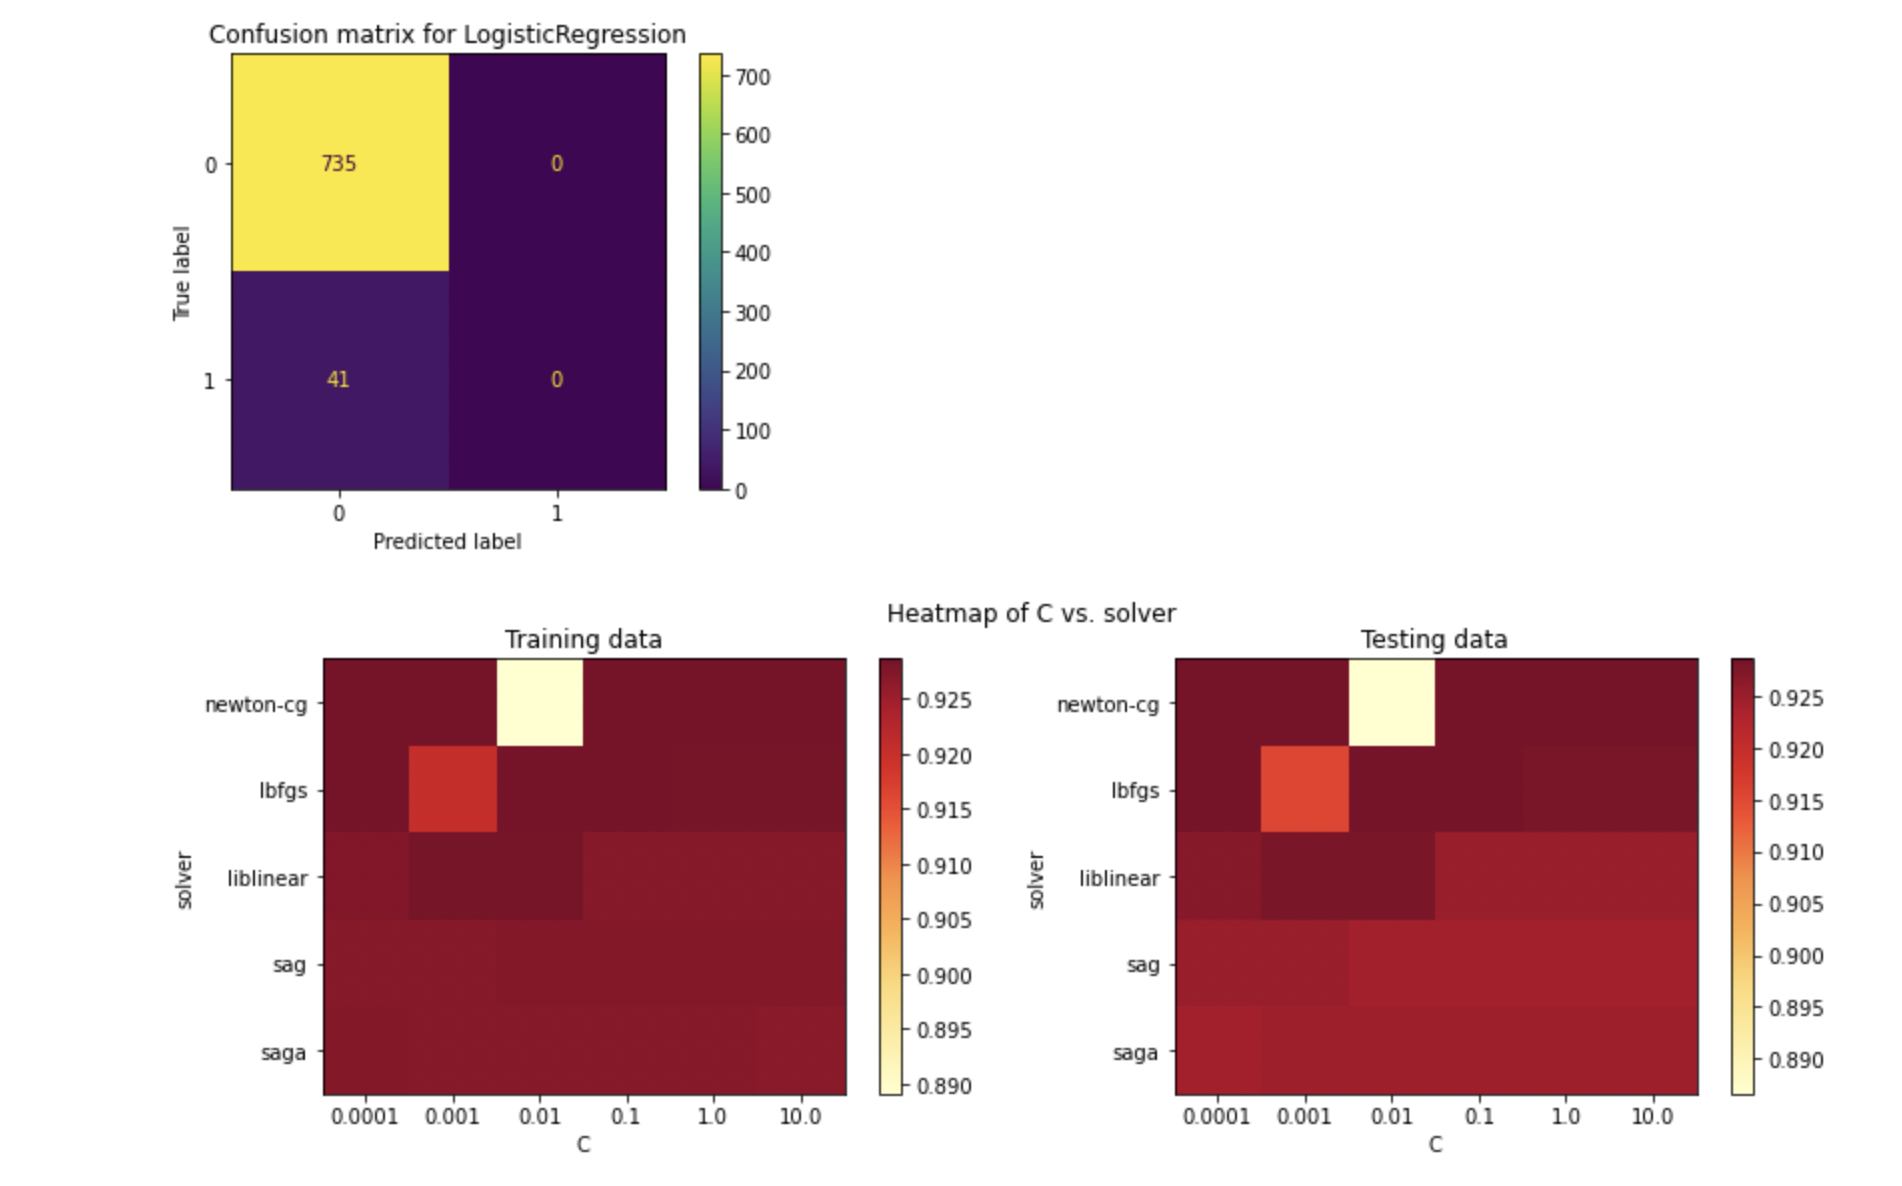 Confusion matrix for LogisticRegression
700
600
500
400
300
200
100
0
735 0
41 0
0
1
True label
0 1
Predicted label
Heatmap of C vs. solver
Training data
newton-cg
lbfgs
liblinear
sag
saga
solver
0.0001 0.001 0.01 0.1 1.0 10.0
C
0.925
0.920
0.915
0.910
0.905
0.900
0.895
0.890
Testing data
newton-cg
lbfgs
liblinear
sag
saga
solver
0.0001 0.001 0.01 0.1 1.0 10.0
C
0.925
0.920
0.915
0.910
0.905
0.900
0.895
0.890